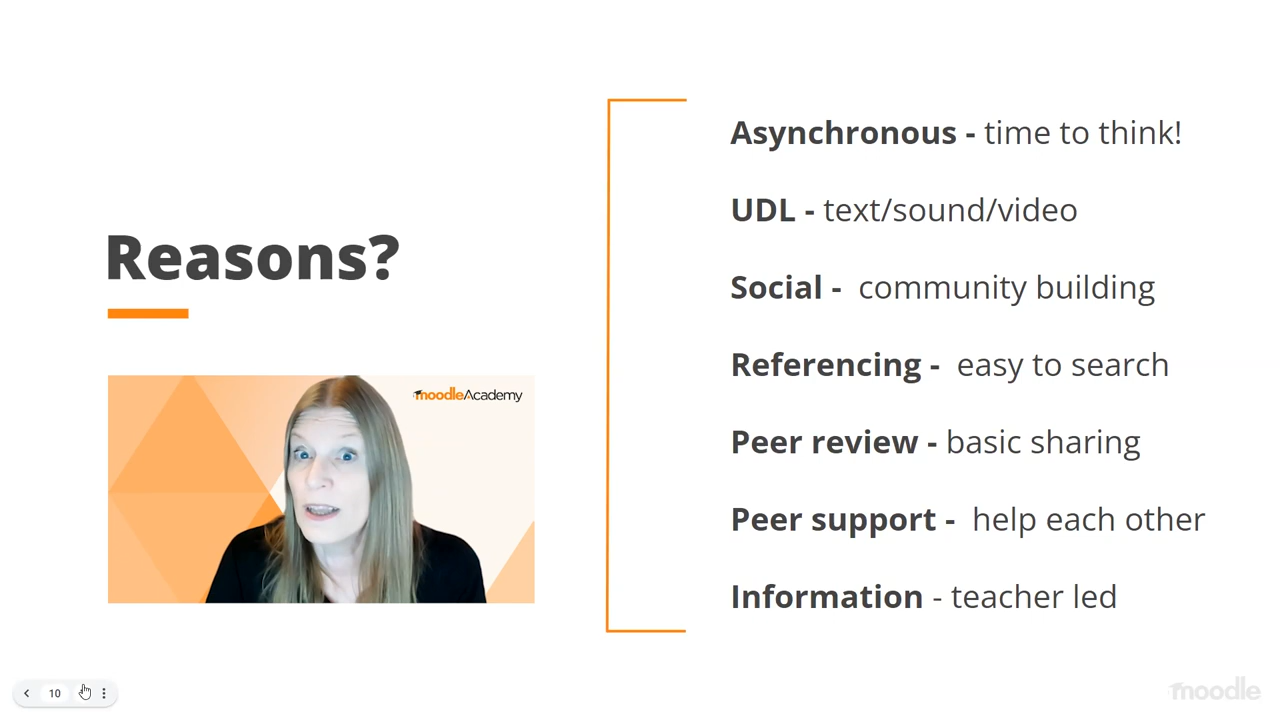 Reasons?
moodleAcademy
Asynchronous - time to think!
UDL - text/sound/video
Social - community building
Referencing - easy to search
Peer review - basic sharing
Peer support - help each other
Information - teacher led
10
moodle